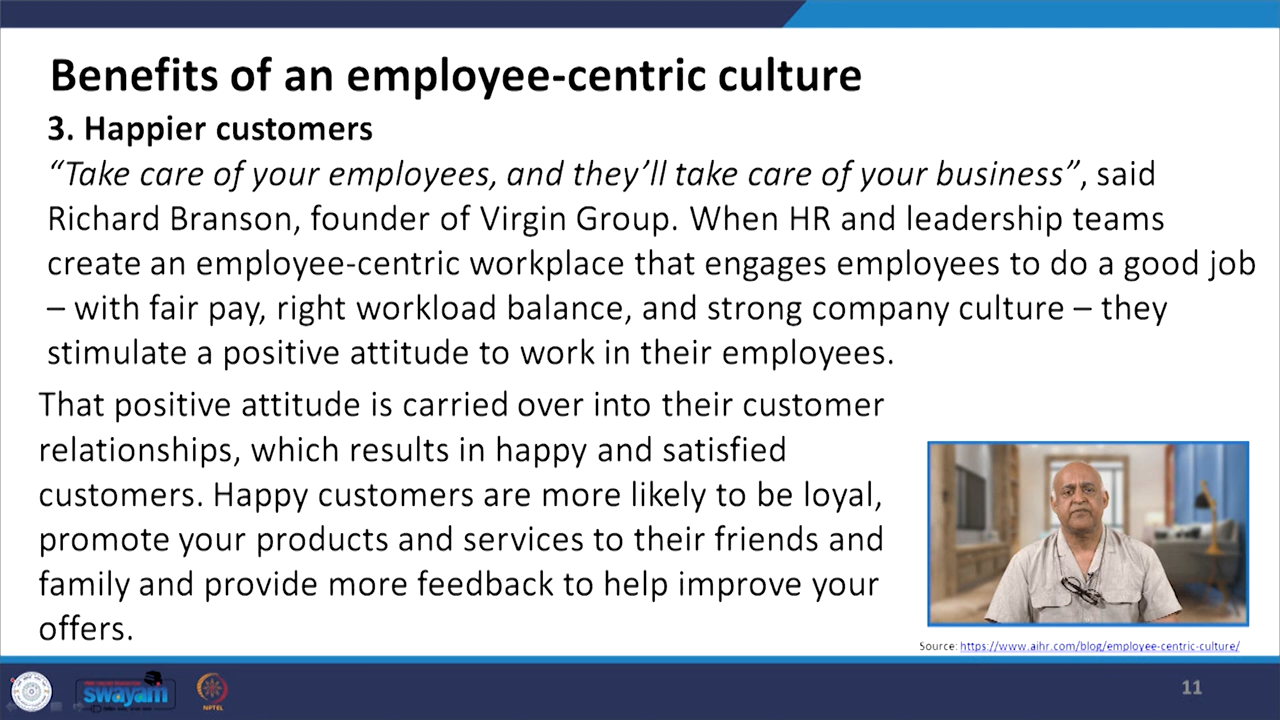 Benefits of an employee-centric culture
3. Happier customers
“Take care of your employees, and they’ll take care of your business”, said
Richard Branson, founder of Virgin Group. When HR and leadership teams
create an employee-centric workplace that engages employees to do a good job
– with fair pay, right workload balance, and strong company culture – they
stimulate a positive attitude to work in their employees.
That positive attitude is carried over into their customer
relationships, which results in happy and satisfied
customers. Happy customers are more likely to be loyal,
promote your products and services to their friends and
family and provide more feedback to help improve your
offers.
Source: https://www.aihr.com/blog/employee-centric-culture/
swayam
NPTEL
11